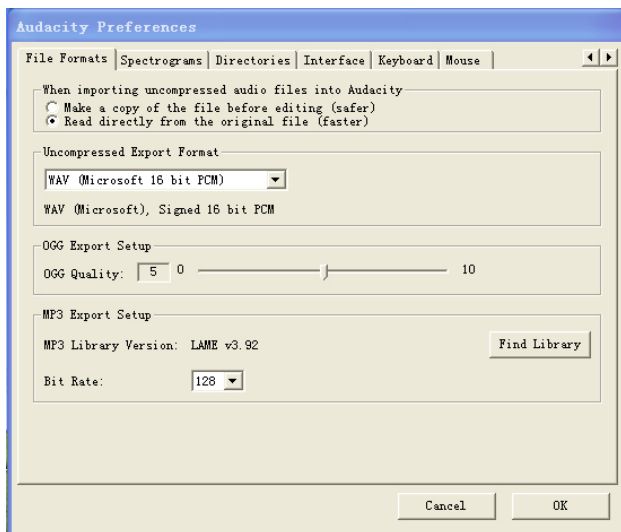 Audacity Preferences
File Formats Spectrograms Directories Interface Keyboard Mouse
When importing uncompressed audio files into Audacity
Make a copy of the file before editing (safer)
Read directly from the original file (faster)
Uncompressed Export Format
WAV (Microsoft 16 bit PCM)
WAV (Microsoft), Signed 16 bit PCM
OGG Export Setup
OGG Quality: 5 0 10
MP3 Export Setup
MP3 Library Version: LAME v3.92 Find Library
Bit Rate: 128
Cancel OK